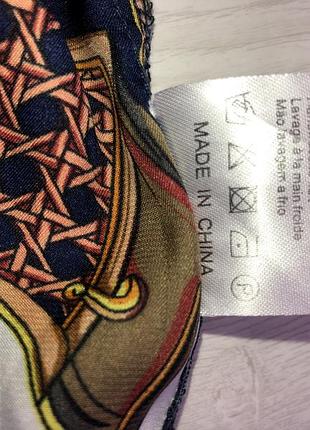 Lavage à la main froide
Mão lavagem a frio
MADE IN CHINA